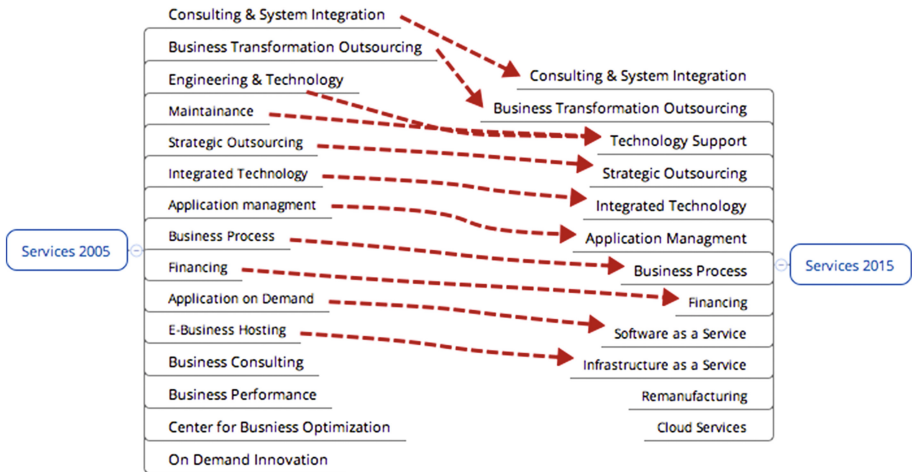 Consulting & System Integration
Business Transformation Outsourcing
Engineering & Technology
Maintainance
Strategic Outsourcing
Integrated Technology
Application managment
Business Process
Financing
Application on Demand
E-Business Hosting
Business Consulting
Business Performance
Center for Busniess Optimization
On Demand Innovation
Services 2005
Consulting & System Integration
Business Transformation Outsourcing
Technology Support
Strategic Outsourcing
Integrated Technology
Application Managment
Business Process
Financing
Software as a Service
Infrastructure as a Service
Remanufacturing
Cloud Services
Services 2015